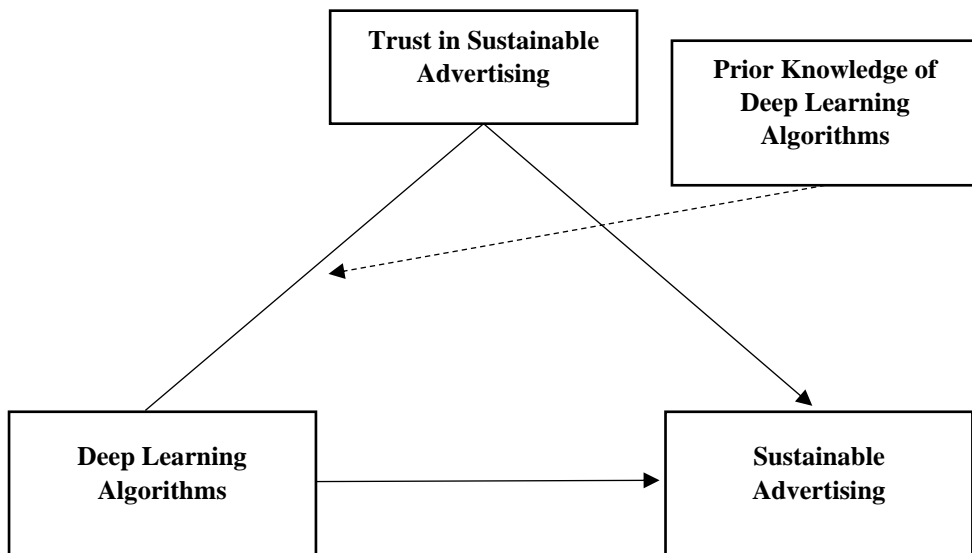 Trust in Sustainable
Advertising
Prior Knowledge of
Deep Learning
Algorithms
Deep Learning
Algorithms
Sustainable
Advertising